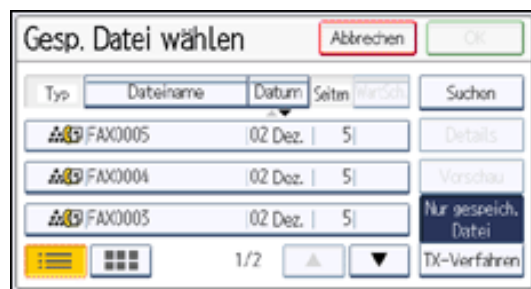 Gesp. Datei wählen Abbrechen OK
Typ Dateiname Datum Seiten WartSch. Suchen
FAX0005 02 Dez. 5 Details
FAX0004 02 Dez. 5 Vorschau
FAX0003 02 Dez. 5 Nur gespeich. Datei
1/2 TX-Verfahren